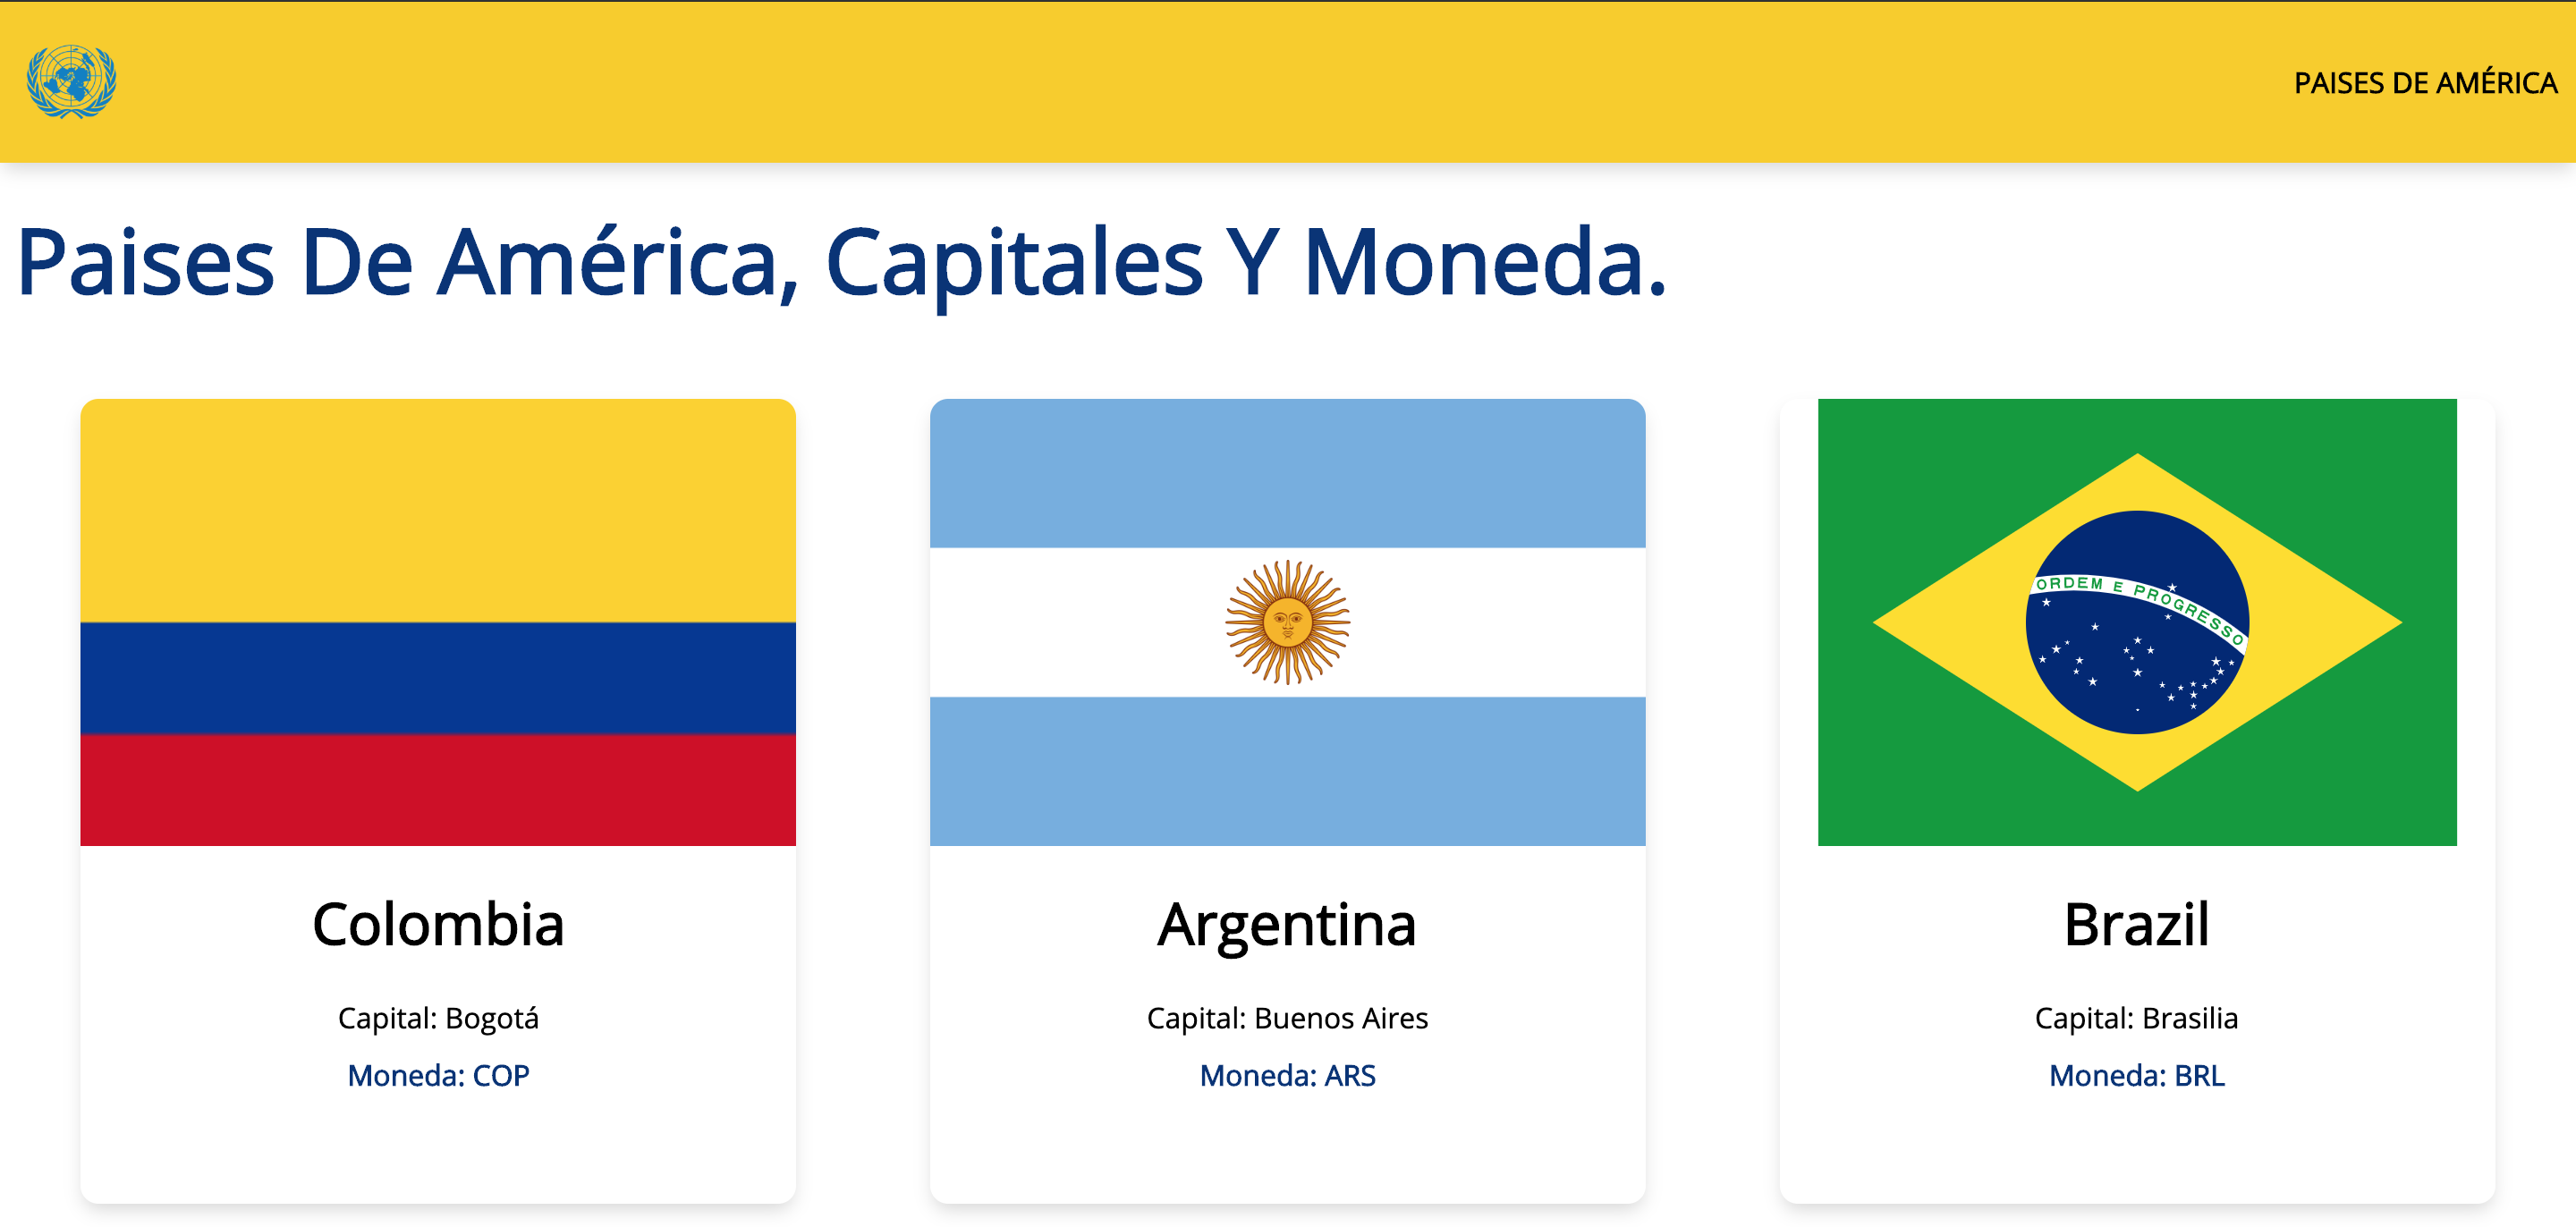 PAISES DE AMÉRICA
Paises De América, Capitales Y Moneda.
ORDEM E PROGRESSO
Colombia
Capital: Bogotá
Moneda: COP
Argentina
Capital: Buenos Aires
Moneda: ARS
Brazil
Capital: Brasilia
Moneda: BRL